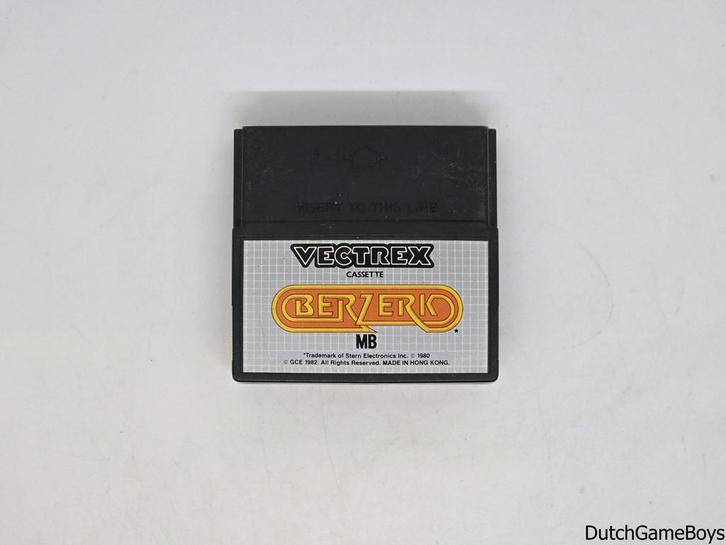 INSERT TO THIS LINE
VECTREX
CASSETTE
BERZERK
MB
*Trademark of Stern Electronics Inc. © 1980
© GCE 1982. All Rights Reserved. MADE IN HONG KONG.
DutchGameBoys